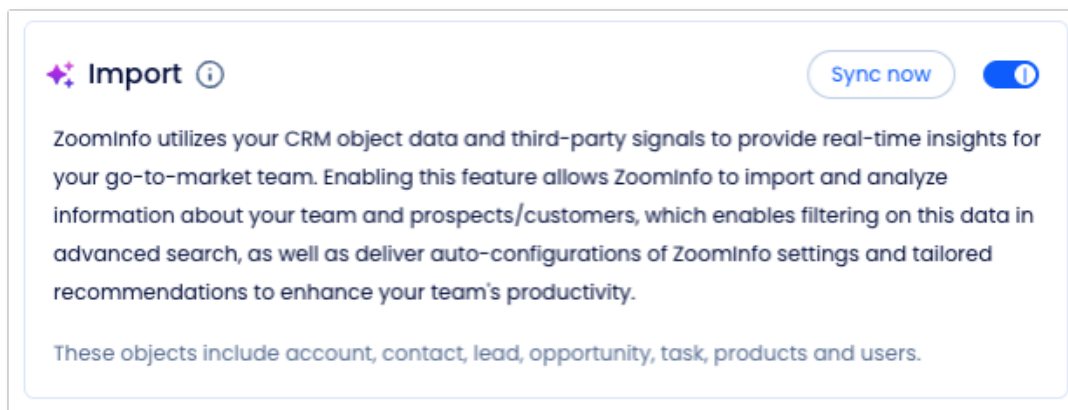 Import
Sync now
ZoomInfo utilizes your CRM object data and third-party signals to provide real-time insights for
your go-to-market team. Enabling this feature allows ZoomInfo to import and analyze
information about your team and prospects/customers, which enables filtering on this data in
advanced search, as well as deliver auto-configurations of ZoomInfo settings and tailored
recommendations to enhance your team's productivity.
These objects include account, contact, lead, opportunity, task, products and users.